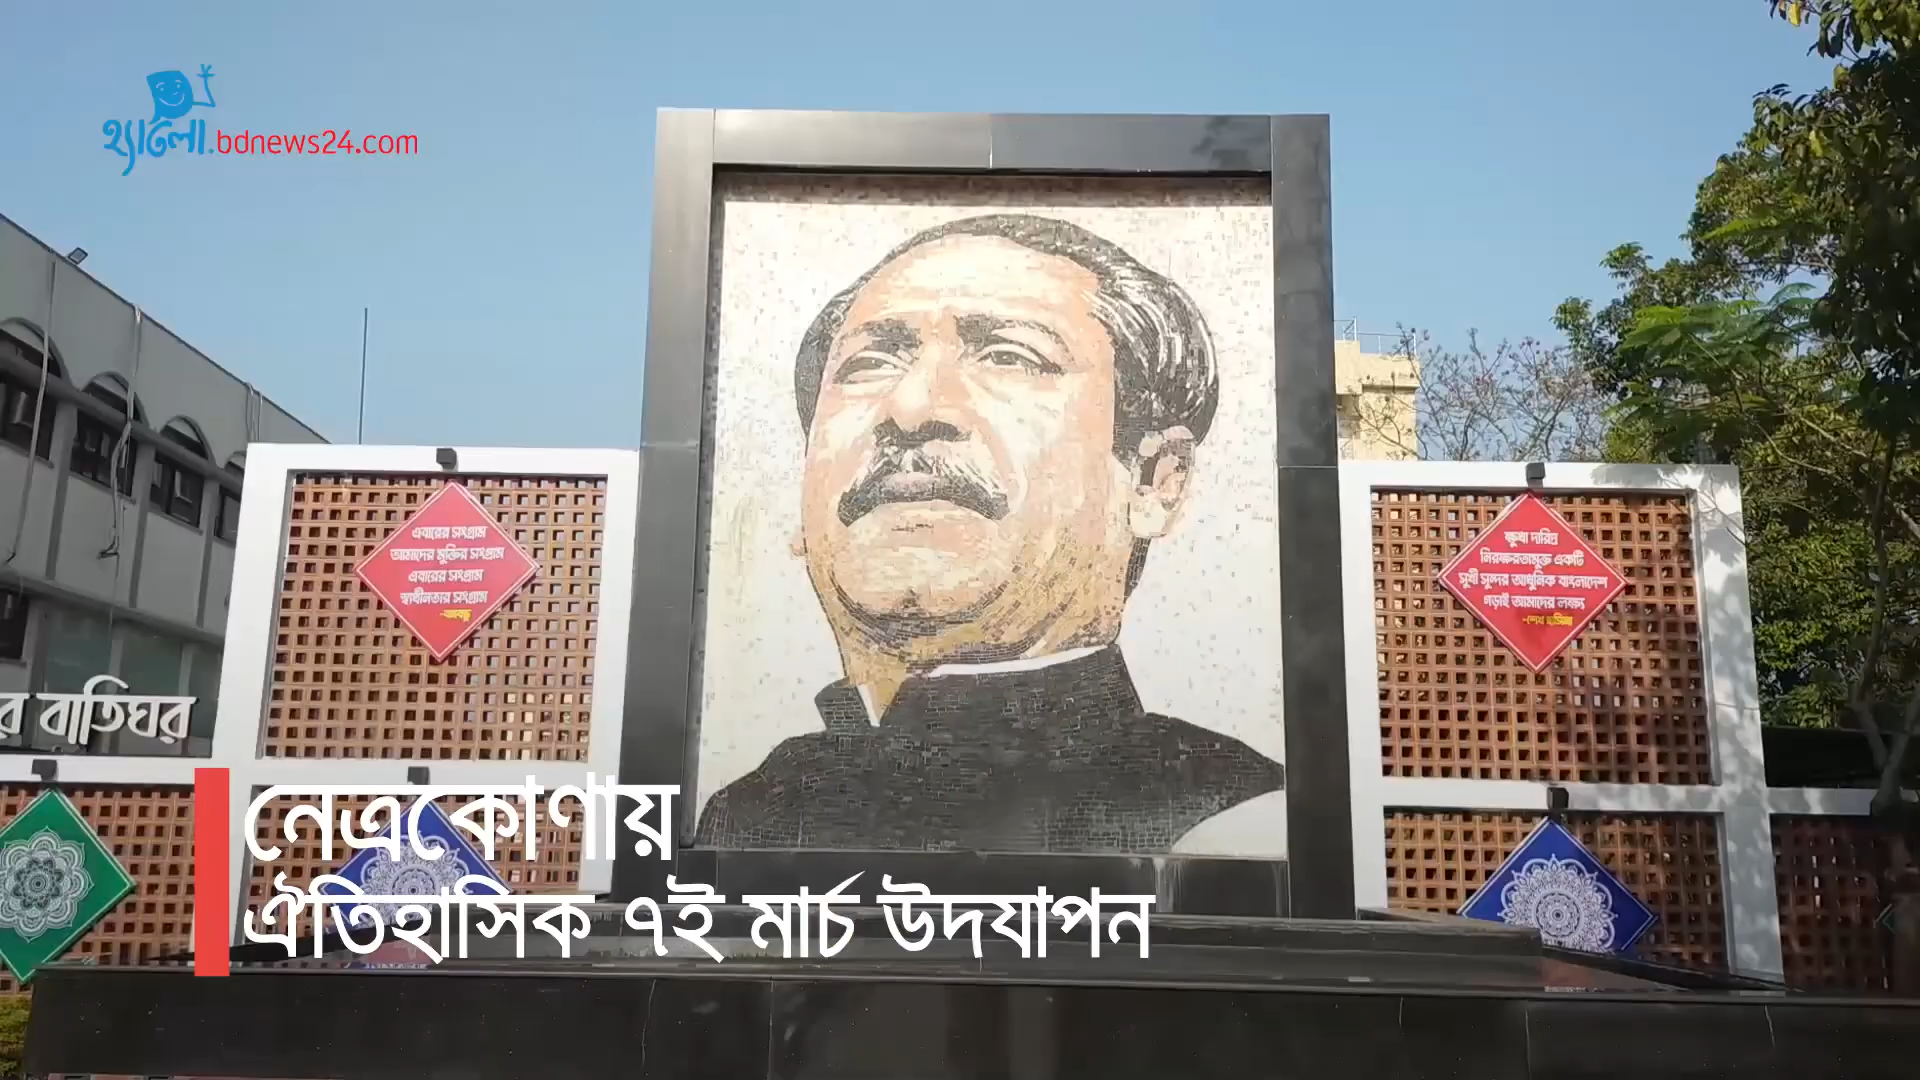 হ্যালো.bdnews24.com
এবারের সংগ্রাম
আমাদের মুক্তির সংগ্রাম
এবারের সংগ্রাম
স্বাধীনতার সংগ্রাম
ক্ষুধা দারিদ্র
নিরক্ষরতামুক্ত একটি
সুখী সুন্দর আধুনিক বাংলাদেশ
গড়াই আমাদের লক্ষ্য
-শেখ হাসিনা
র বাতিঘর
নেত্রকোণায়
ঐতিহাসিক ৭ই মার্চ উদযাপন